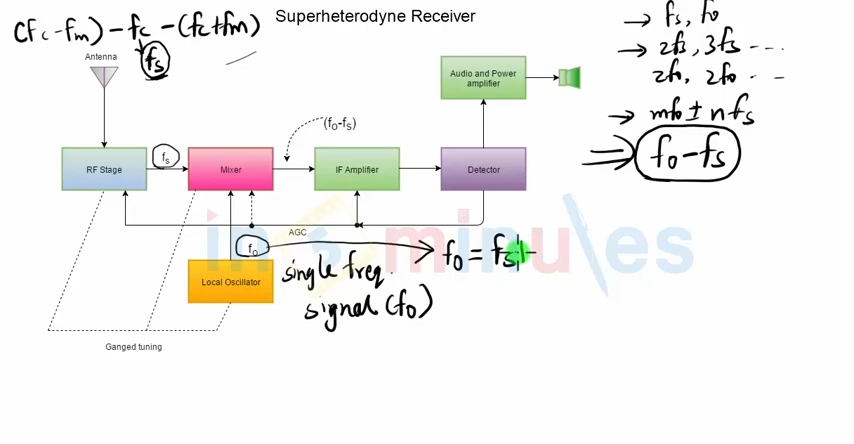 Superheterodyne Receiver
(fc - fm) - fc - (fc + fm)
fs
→ fs, fo
→ 2fs, 3fs ---
2fo, 2fo - -
→ mfo ± nfs
⇒ fo - fs
Antenna
Audio and Power
amplifier
(fO-fS)
fs
RF Stage
Mixer
IF Amplifier
Detector
AGC
in minutes
fo
→ fo = fs +
single freq.
signal (fo)
Local Oscillator
Ganged tuning